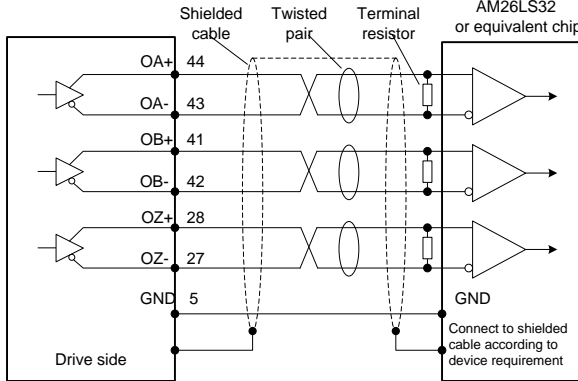 Shielded
cable
Twisted
pair
Terminal
resistor
AM26LS32
or equivalent chip
OA+ 44
OA- 43
OB+ 41
OB- 42
OZ+ 28
OZ- 27
GND 5
GND
Connect to shielded
cable according to
device requirement
Drive side